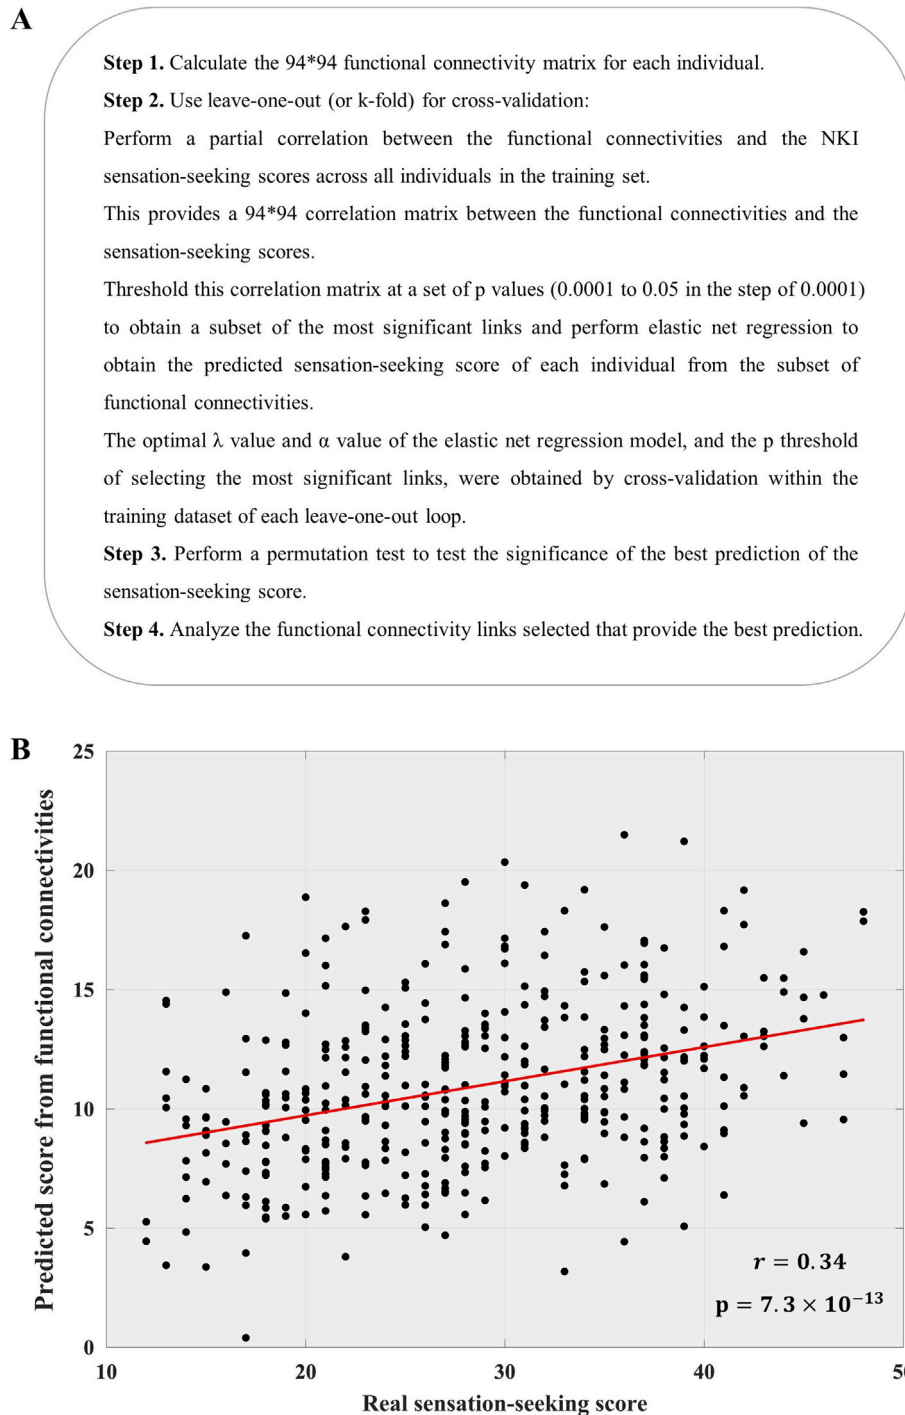 A
Step 1. Calculate the 94*94 functional connectivity matrix for each individual.
Step 2. Use leave-one-out (or k-fold) for cross-validation:
Perform a partial correlation between the functional connectivities and the NKI
sensation-seeking scores across all individuals in the training set.
This provides a 94*94 correlation matrix between the functional connectivities and the
sensation-seeking scores.
Threshold this correlation matrix at a set of p values (0.0001 to 0.05 in the step of 0.0001)
to obtain a subset of the most significant links and perform elastic net regression to
obtain the predicted sensation-seeking score of each individual from the subset of
functional connectivities.
The optimal λ value and α value of the elastic net regression model, and the p threshold
of selecting the most significant links, were obtained by cross-validation within the
training dataset of each leave-one-out loop.
Step 3. Perform a permutation test to test the significance of the best prediction of the
sensation-seeking score.
Step 4. Analyze the functional connectivity links selected that provide the best prediction.
B
Predicted score from functional connectivities
25
20
15
10
5
0
r = 0.34
p = 7.3 × 10⁻¹³
10 20 30 40 50
Real sensation-seeking score